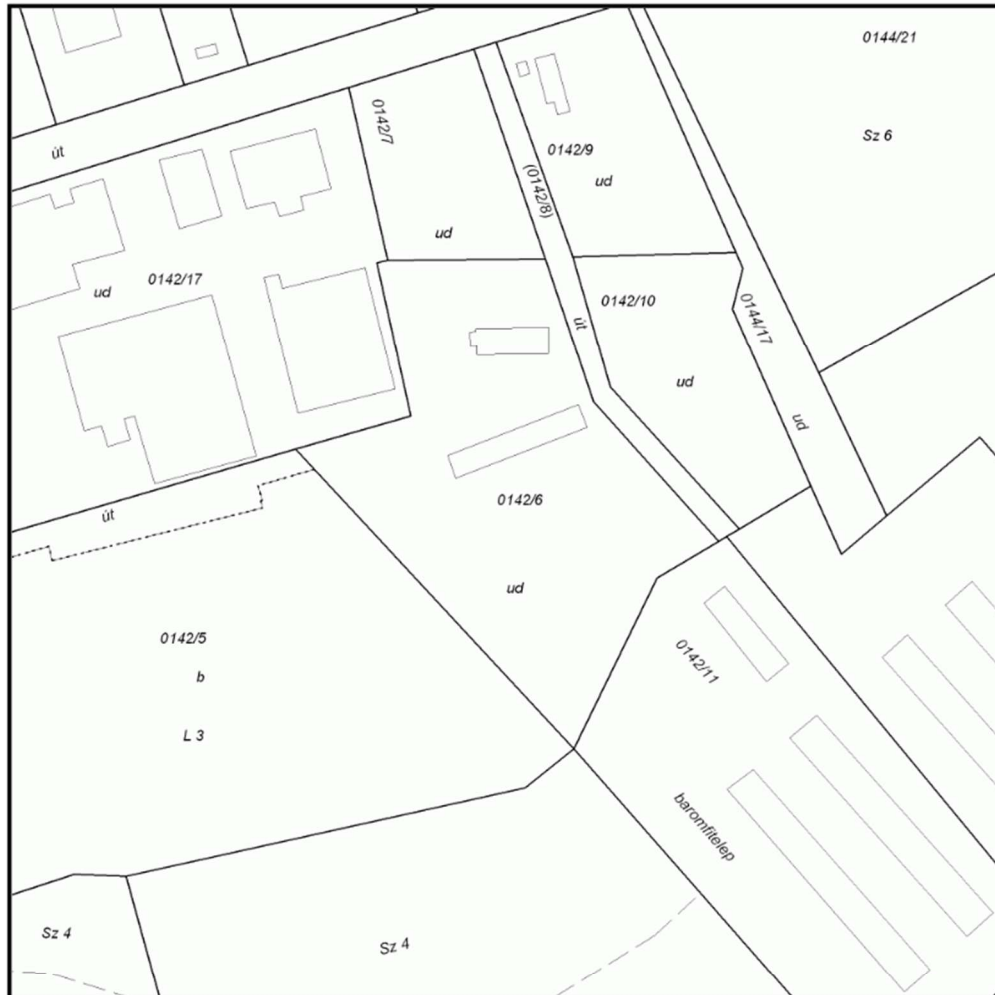 0144/21
0142/7
Sz 6
0142/9
út
ud
(0142/8)
ud
0142/17
ud
0142/10
0144/17
út
ud
ud
0142/6
út
ud
0142/5
0142/11
b
L 3
baromfitelep
Sz 4
Sz 4